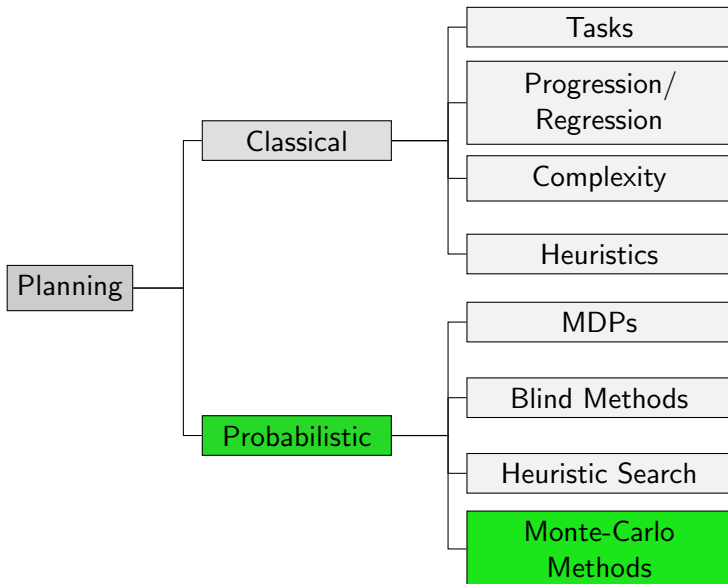 Planning
Classical
Tasks
Progression/
Regression
Complexity
Heuristics
Probabilistic
MDPs
Blind Methods
Heuristic Search
Monte-Carlo
Methods